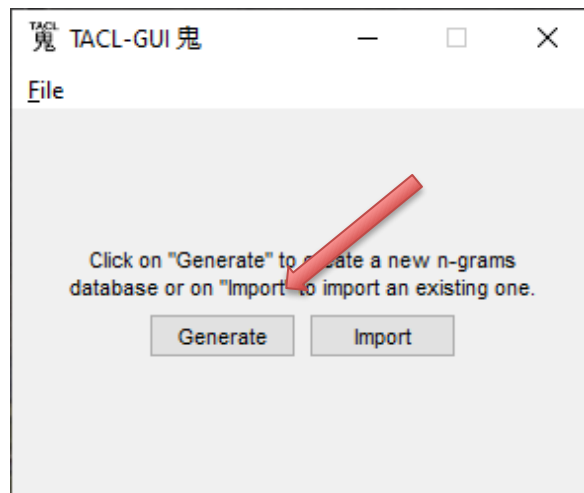 TACL TACL-GUI 鬼
File
Click on "Generate" to create a new n-grams
database or on "Import" to import an existing one.
Generate Import